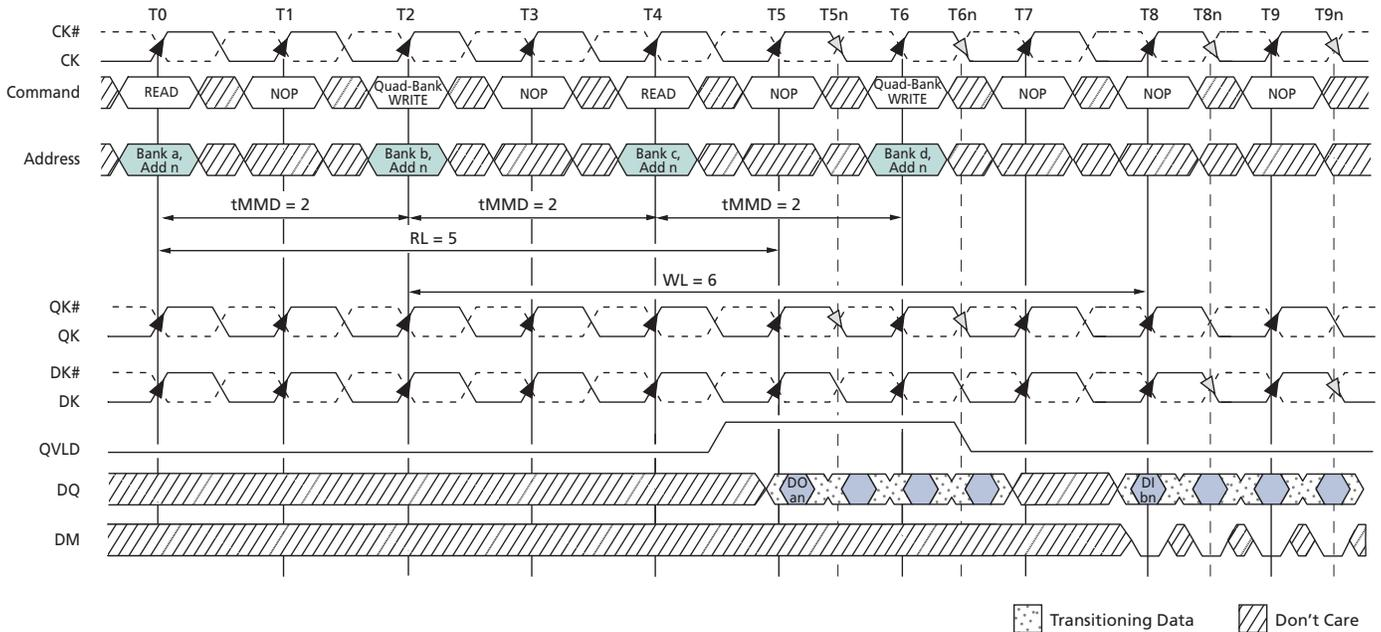 T0 T1 T2 T3 T4 T5 T5n T6 T6n T7 T8 T8n T9 T9n
CK#
CK
Command READ NOP Quad-Bank WRITE NOP READ NOP Quad-Bank WRITE NOP NOP NOP
Address Bank a, Add n Bank b, Add n Bank c, Add n Bank d, Add n
tMMD = 2 tMMD = 2 tMMD = 2
RL = 5
WL = 6
QK#
QK
DK#
DK
QVLD
DQ DO an DI bn
DM
Transitioning Data Don't Care